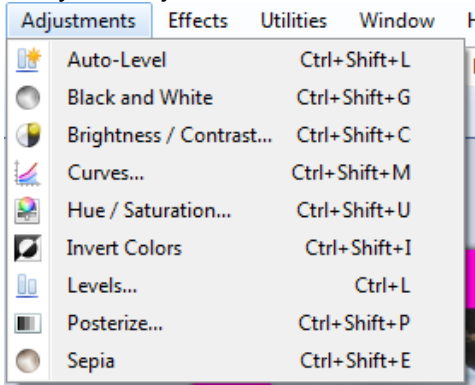 Adjustments Effects Utilities Window
Auto-Level Ctrl+Shift+L
Black and White Ctrl+Shift+G
Brightness / Contrast... Ctrl+Shift+C
Curves... Ctrl+Shift+M
Hue / Saturation... Ctrl+Shift+U
Invert Colors Ctrl+Shift+I
Levels... Ctrl+L
Posterize... Ctrl+Shift+P
Sepia Ctrl+Shift+E